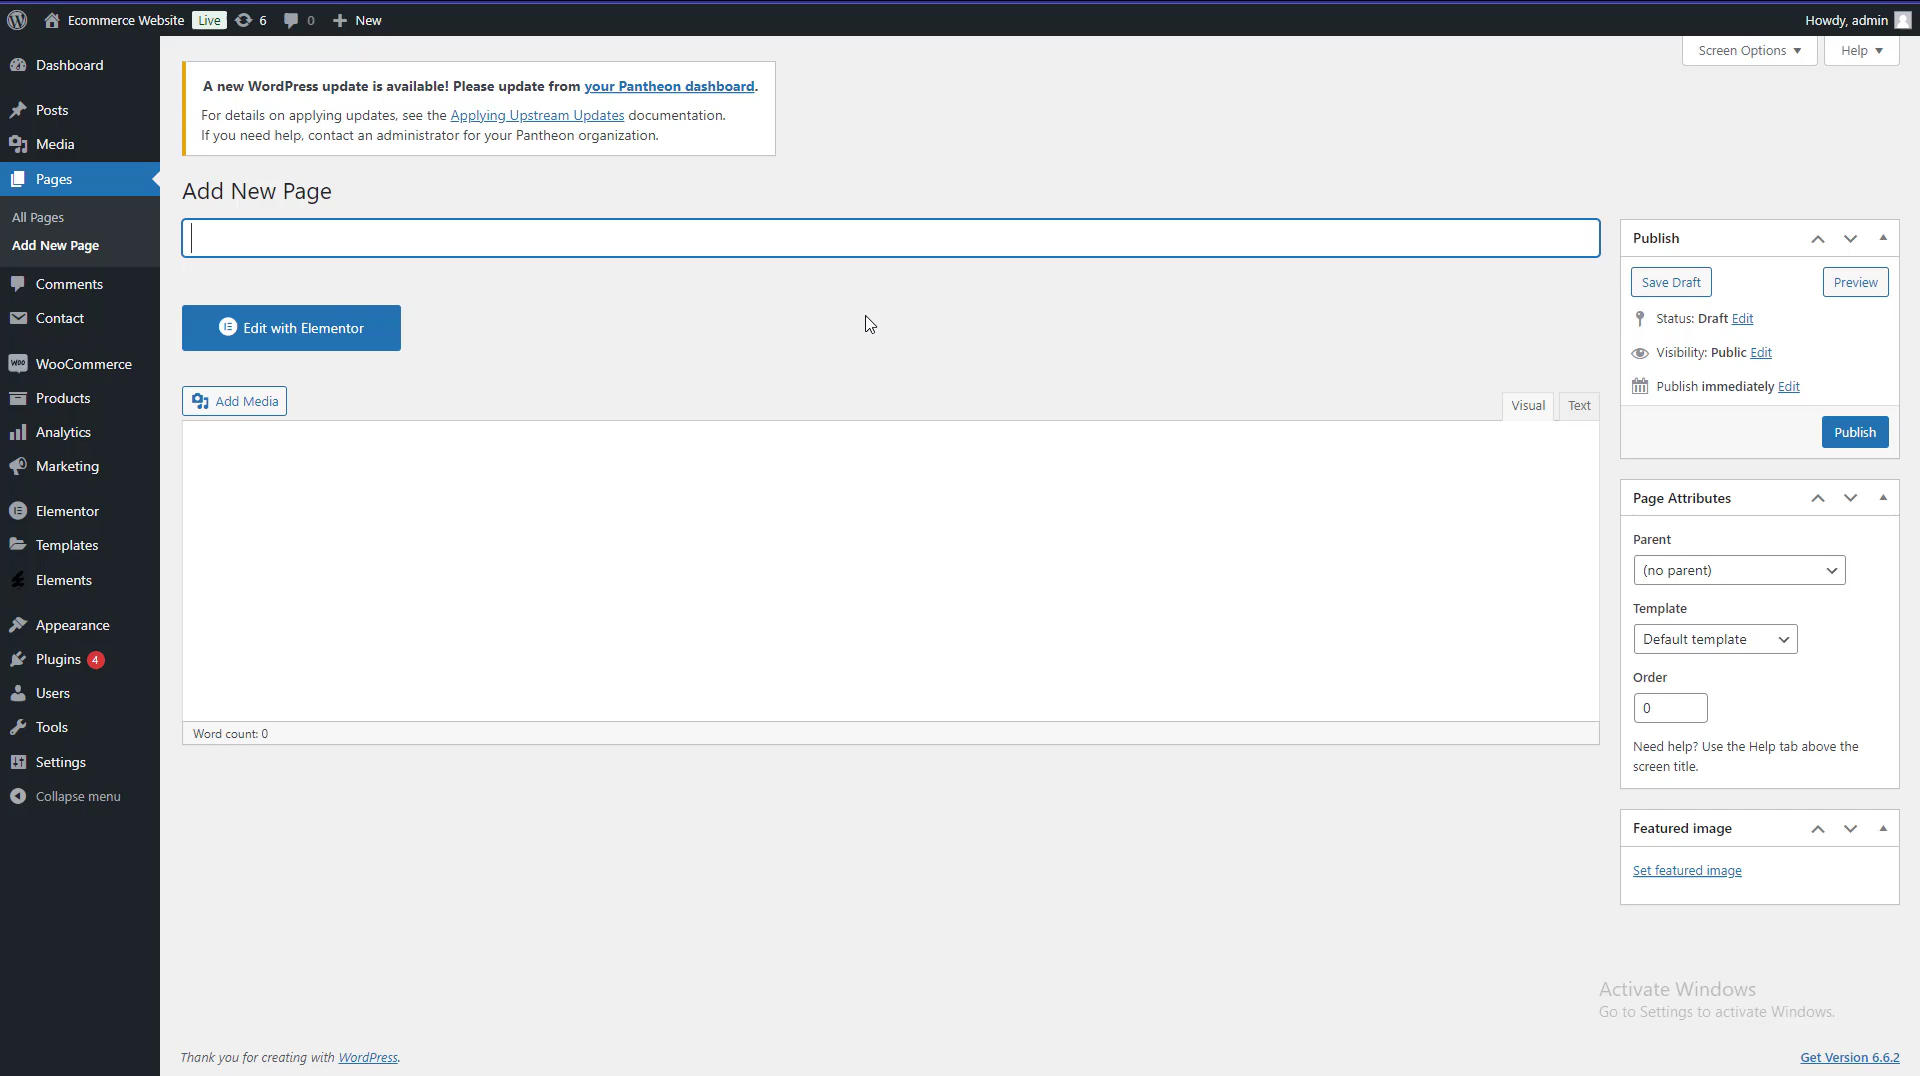 Ecommerce Website Live 6 0 New
Howdy, admin
Screen Options
Help
Dashboard
Posts
Media
Pages
All Pages
Add New Page
Comments
Contact
WooCommerce
Products
Analytics
Marketing
Elementor
Templates
Elements
Appearance
Plugins 4
Users
Tools
Settings
Collapse menu
A new WordPress update is available! Please update from your Pantheon dashboard.
For details on applying updates, see the Applying Upstream Updates documentation.
If you need help, contact an administrator for your Pantheon organization.
Add New Page
Edit with Elementor
Add Media
Visual
Text
Word count: 0
Publish
Save Draft
Preview
Status: Draft Edit
Visibility: Public Edit
Publish immediately Edit
Publish
Page Attributes
Parent
(no parent)
Template
Default template
Order
0
Need help? Use the Help tab above the
screen title.
Featured image
Set featured image
Activate Windows
Go to Settings to activate Windows.
Thank you for creating with WordPress.
Get Version 6.6.2